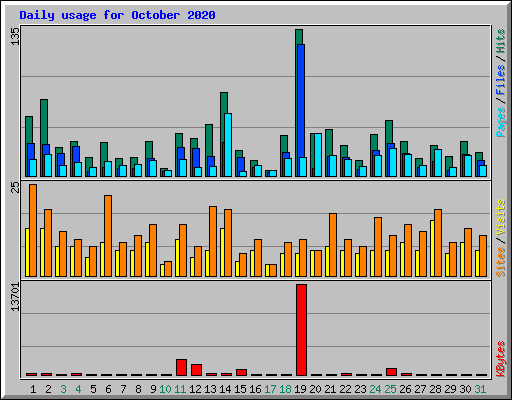 Daily usage for October 2020
135
Pages / Files / Hits
25
Sites / Visits
13701
KBytes
1 2 3 4 5 6 7 8 9 10 11 12 13 14 15 16 17 18 19 20 21 22 23 24 25 26 27 28 29 30 31